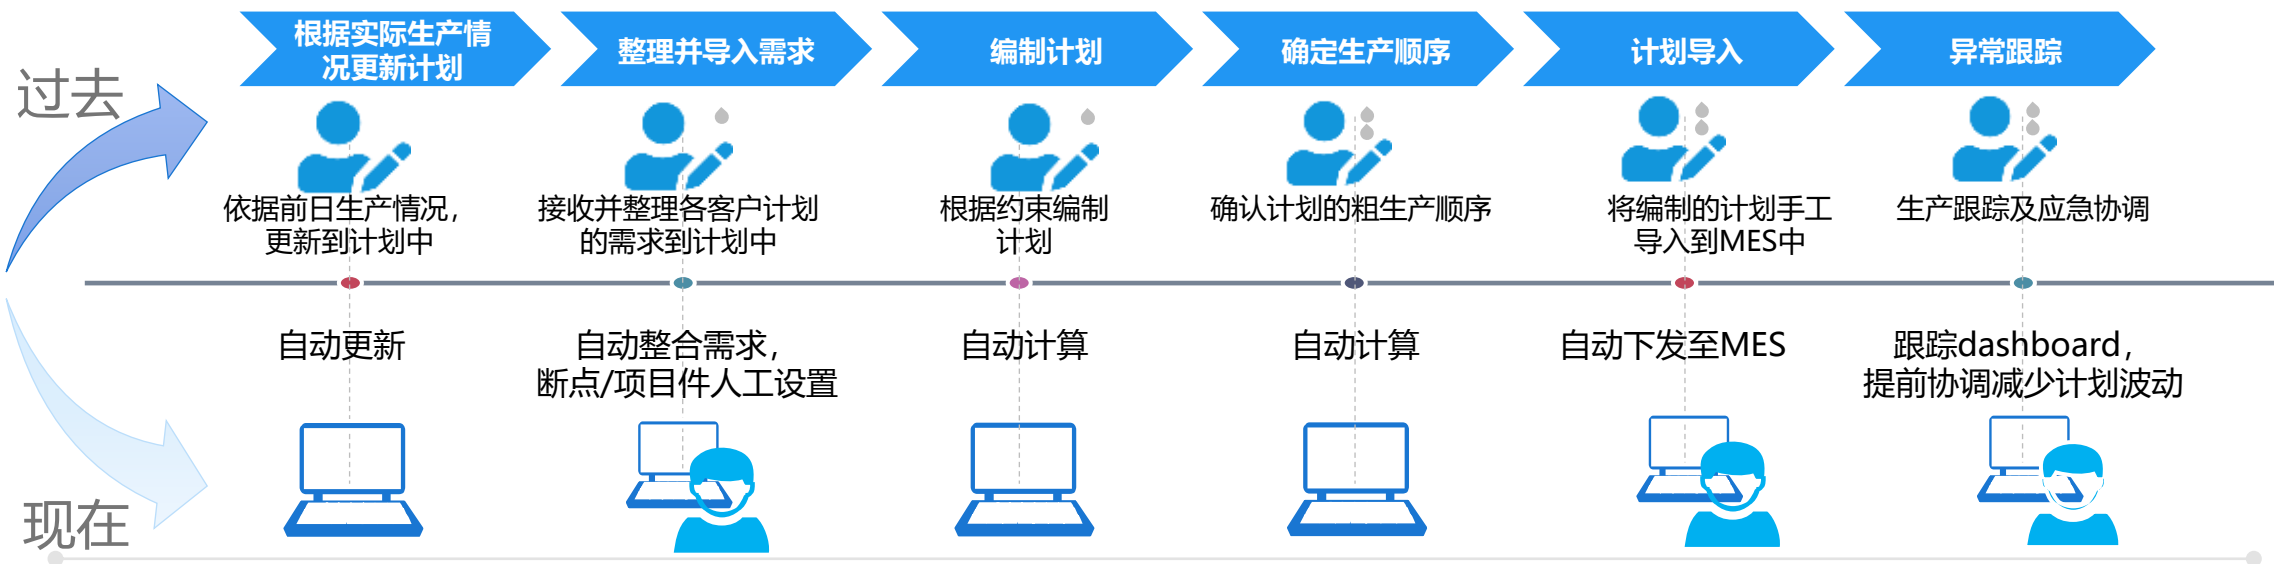 根据实际生产情
况更新计划
整理并导入需求
编制计划
确定生产顺序
计划导入
异常跟踪
过去
依据前日生产情况，
更新到计划中
接收并整理各客户计划
的需求到计划中
根据约束编制
计划
确认计划的粗生产顺序
将编制的计划手工
导入到MES中
生产跟踪及应急协调
自动更新
自动整合需求，
断点/项目件人工设置
自动计算
自动计算
自动下发至MES
跟踪dashboard，
提前协调减少计划波动
现在